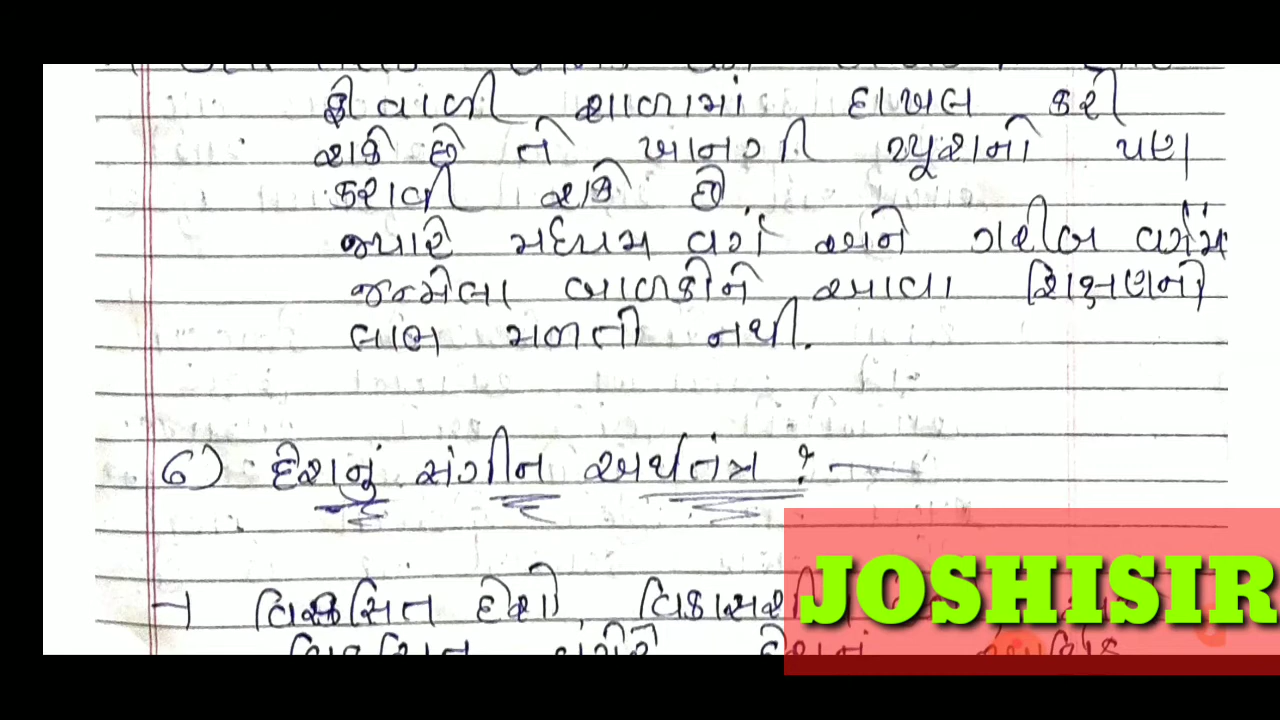 ફી વાળી શાળામાં દાખલ કરી
શકે છે તો ખાનગી ટ્યુશનો પણ
કરાવી શકે છે.
જ્યારે મધ્યમ વર્ગ અને ગરીબ વર્ગમાં
જન્મેલા બાળકોને આવા શિક્ષણનો
લાભ મળતો નથી.
6) દેશનું સંગીન અર્થતંત્ર ? —
→ વિકસિત દેશો,
JOSHISIR